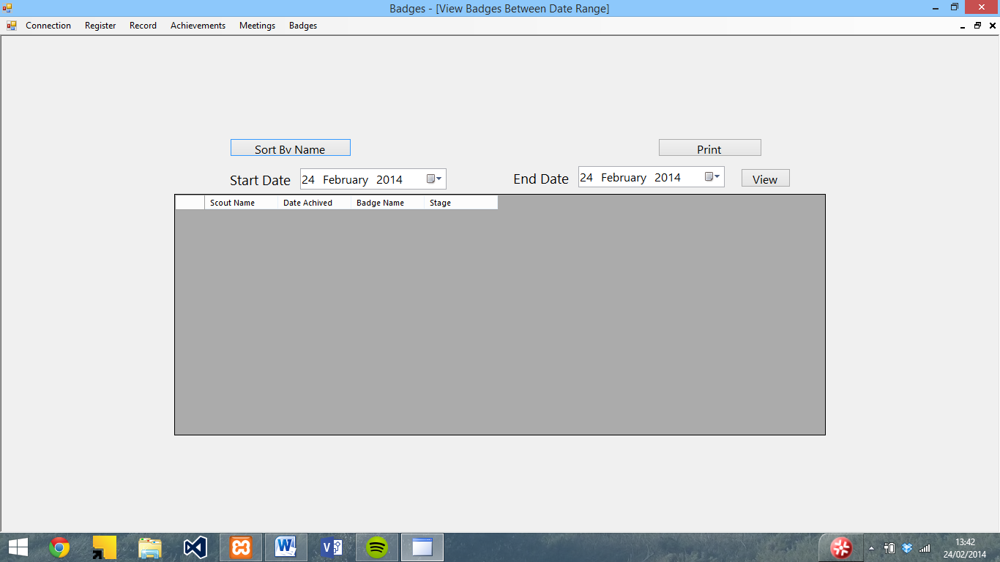 Badges - [View Badges Between Date Range]
Connection Register Record Achievements Meetings Badges
Sort By Name Print
Start Date 24 February 2014 End Date 24 February 2014 View
Scout Name Date Achived Badge Name Stage
13:42
24/02/2014